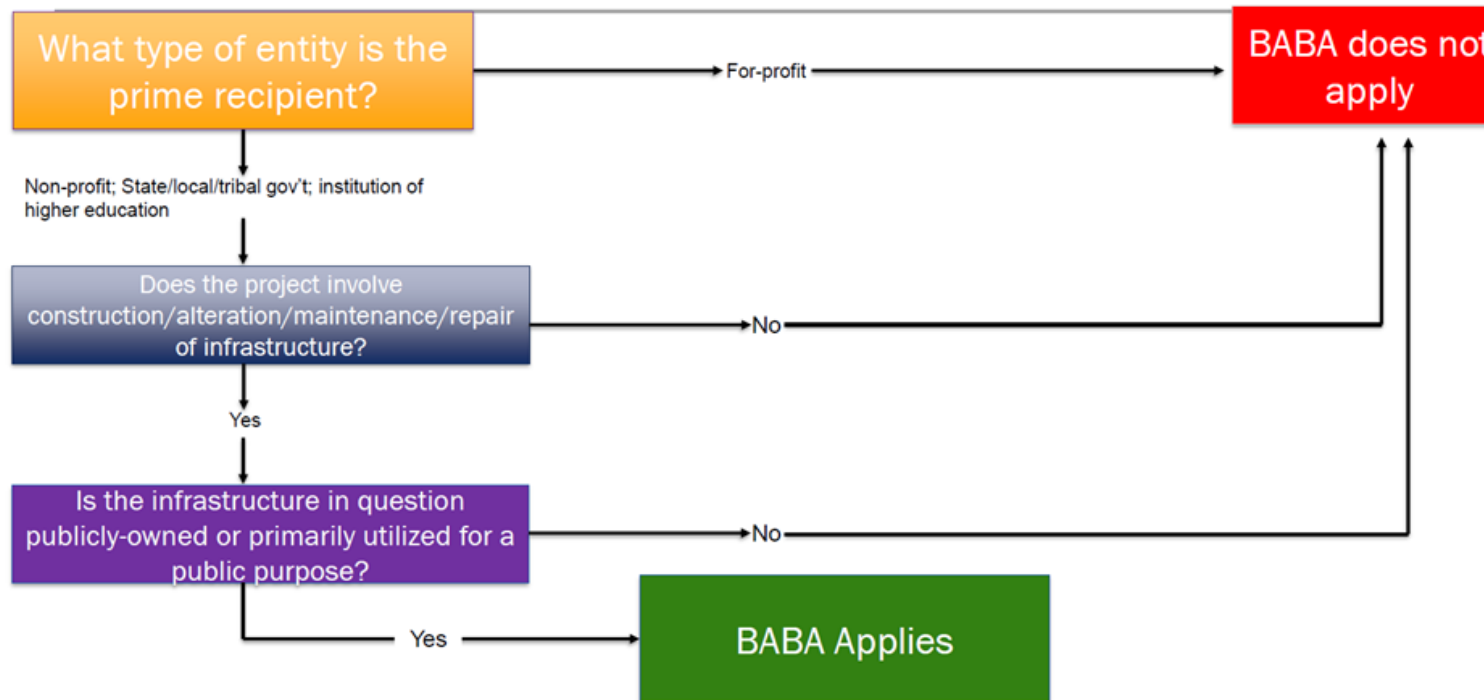 What type of entity is the
prime recipient?
For-profit
BABA does not
apply
Non-profit; State/local/tribal gov't; institution of
higher education
Does the project involve
construction/alteration/maintenance/repair
of infrastructure?
No
Yes
Is the infrastructure in question
publicly-owned or primarily utilized for a
public purpose?
No
Yes
BABA Applies